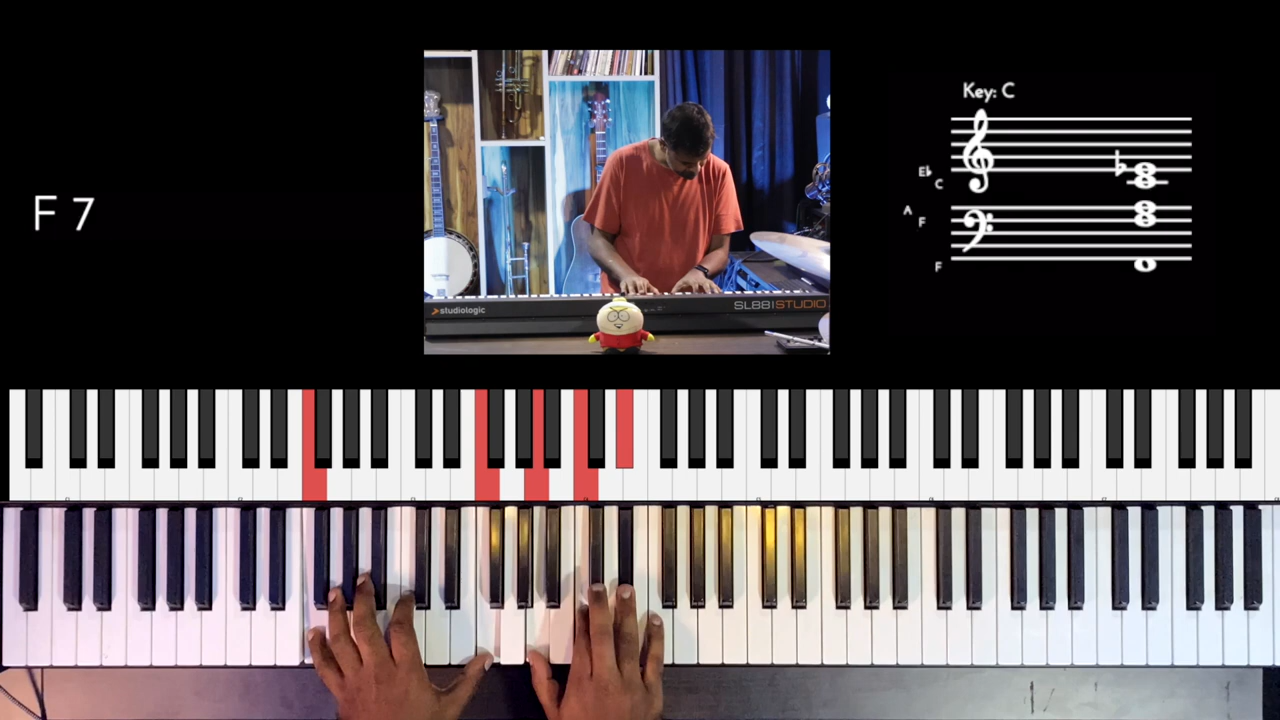 F 7
Key: C
E♭
C
A
F
F
studiologic
SL88 STUDIO